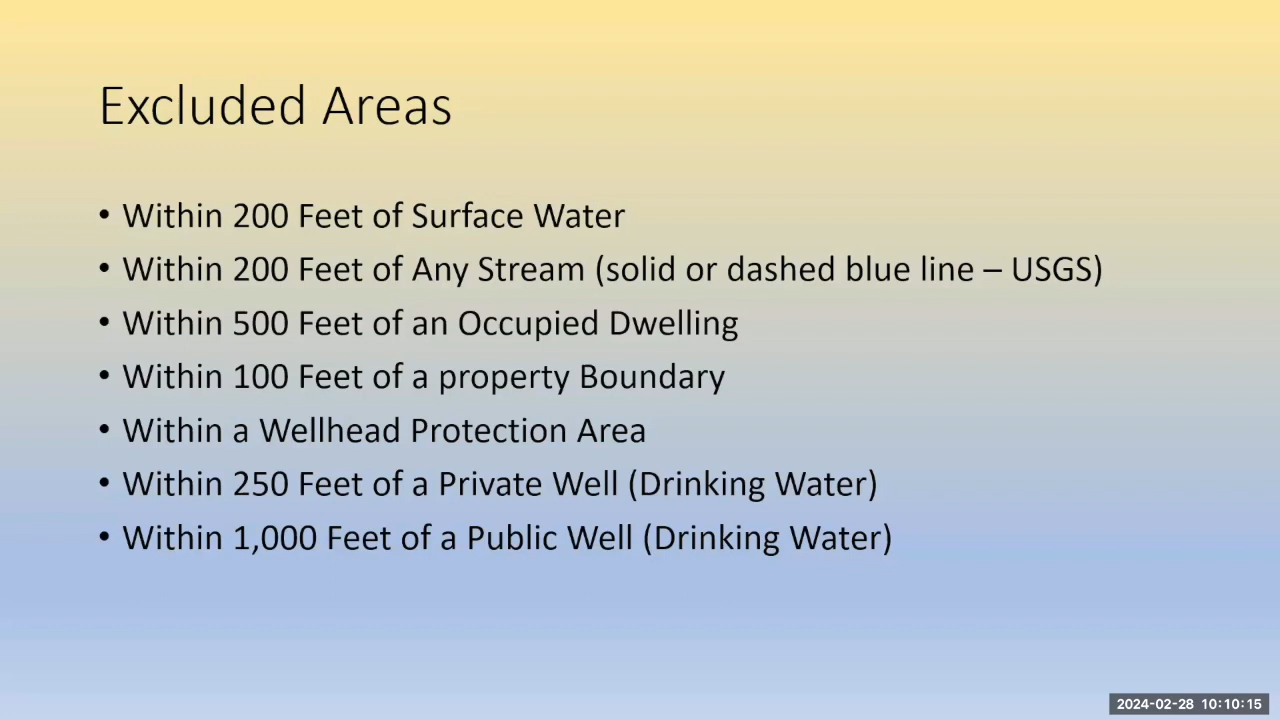 Excluded Areas
• Within 200 Feet of Surface Water
• Within 200 Feet of Any Stream (solid or dashed blue line – USGS)
• Within 500 Feet of an Occupied Dwelling
• Within 100 Feet of a property Boundary
• Within a Wellhead Protection Area
• Within 250 Feet of a Private Well (Drinking Water)
• Within 1,000 Feet of a Public Well (Drinking Water)
2024-02-28 10:10:15